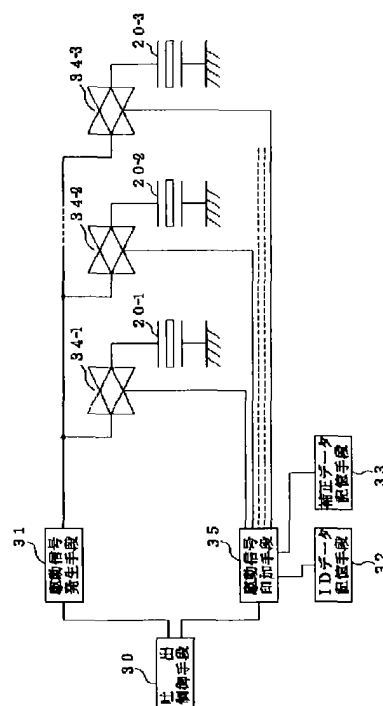 34-3
20-3
34-2
20-2
34-1
20-1
31
駆動信号
発生手段
35
駆動信号
印加手段
補正データ
記憶手段
33
IDデータ
記憶手段
32
吐出
制御手段
30